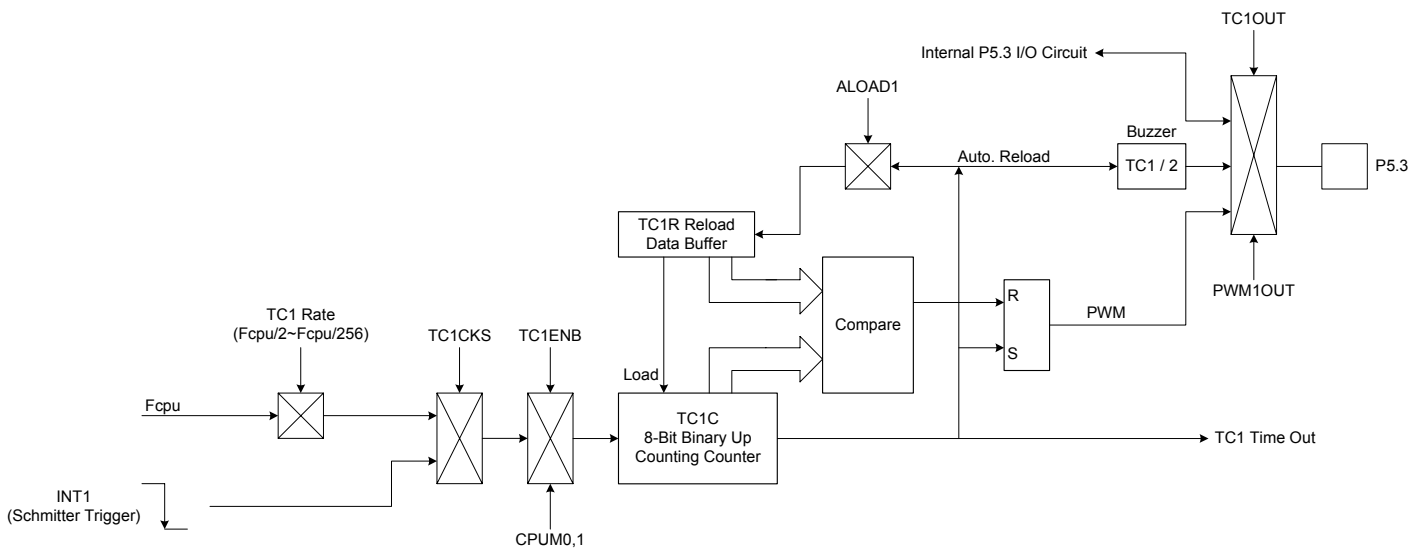 TC1OUT
Internal P5.3 I/O Circuit
ALOAD1
Buzzer
Auto. Reload
TC1 / 2
P5.3
TC1R Reload
Data Buffer
R
PWM1OUT
TC1 Rate
(Fcpu/2~Fcpu/256)
PWM
Compare
TC1CKS
TC1ENB
S
Load
Fcpu
TC1C
8-Bit Binary Up
Counting Counter
TC1 Time Out
INT1
(Schmitter Trigger)
CPUM0,1